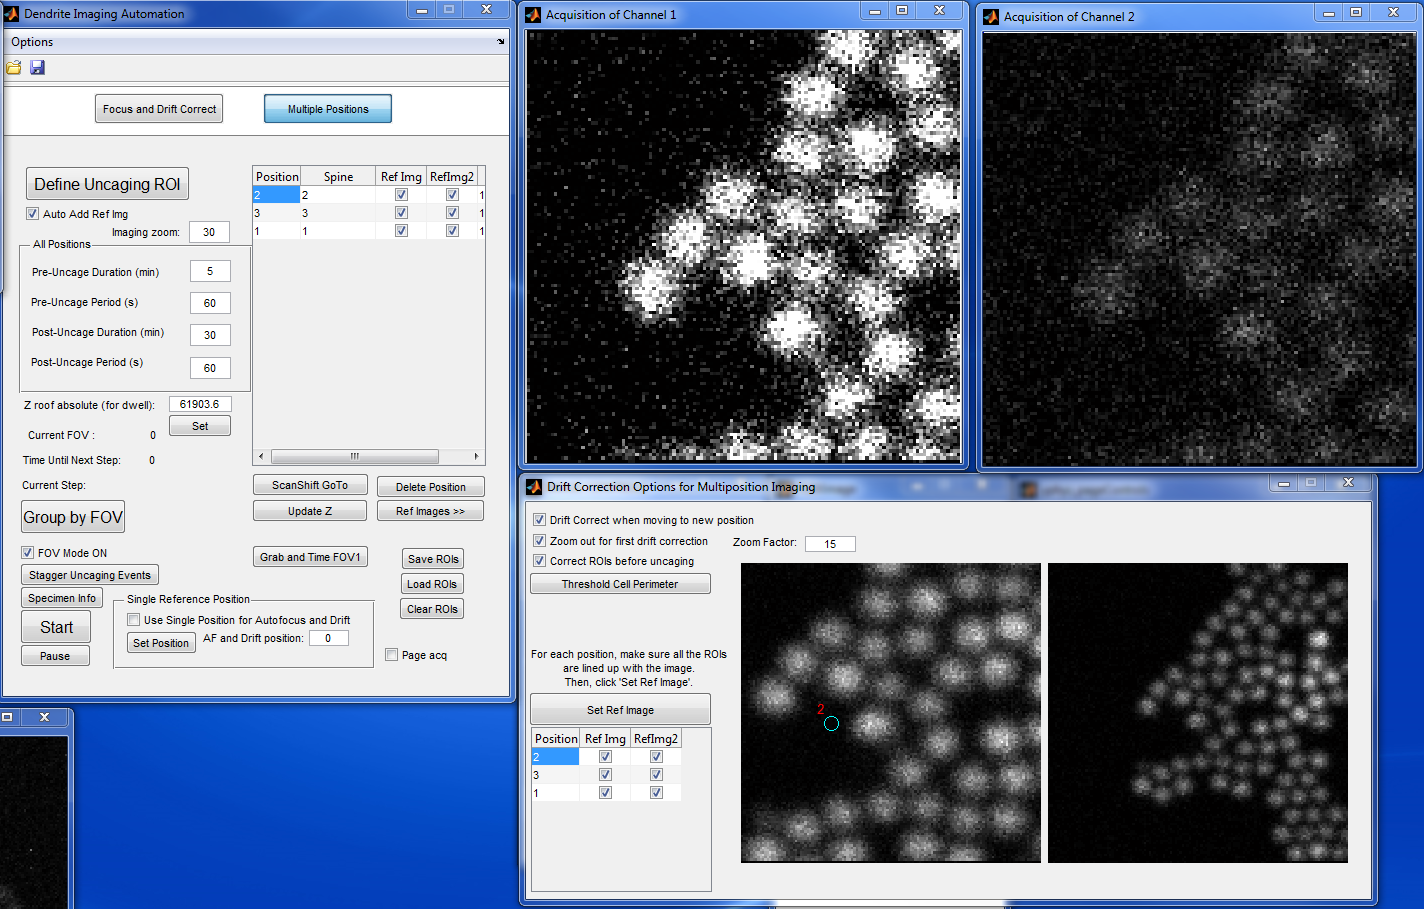 Dendrite Imaging Automation
Options
Focus and Drift Correct
Multiple Positions
Define Uncaging ROI
Auto Add Ref Img
Imaging zoom: 30
All Positions
Pre-Uncage Duration (min) 5
Pre-Uncage Period (s) 60
Post-Uncage Duration (min) 30
Post-Uncage Period (s) 60
Z roof absolute (for dwell): 61903.6
Set
Current FOV : 0
Time Until Next Step: 0
Current Step:
Group by FOV
FOV Mode ON
Stagger Uncaging Events
Specimen Info
Start
Pause
Position Spine Ref Img RefImg2
2 2 1
3 3 1
1 1 1
ScanShift GoTo
Delete Position
Update Z
Ref Images >>
Grab and Time FOV1
Save ROIs
Load ROIs
Clear ROIs
Single Reference Position
Use Single Position for Autofocus and Drift
Set Position
AF and Drift position: 0
Page acq
Acquisition of Channel 1
Acquisition of Channel 2
Drift Correction Options for Multiposition Imaging
Drift Correct when moving to new position
Zoom out for first drift correction
Zoom Factor: 15
Correct ROIs before uncaging
Threshold Cell Perimeter
For each position, make sure all the ROIs
are lined up with the image.
Then, click 'Set Ref Image'.
Set Ref Image
Position Ref Img RefImg2
2
3
1
2